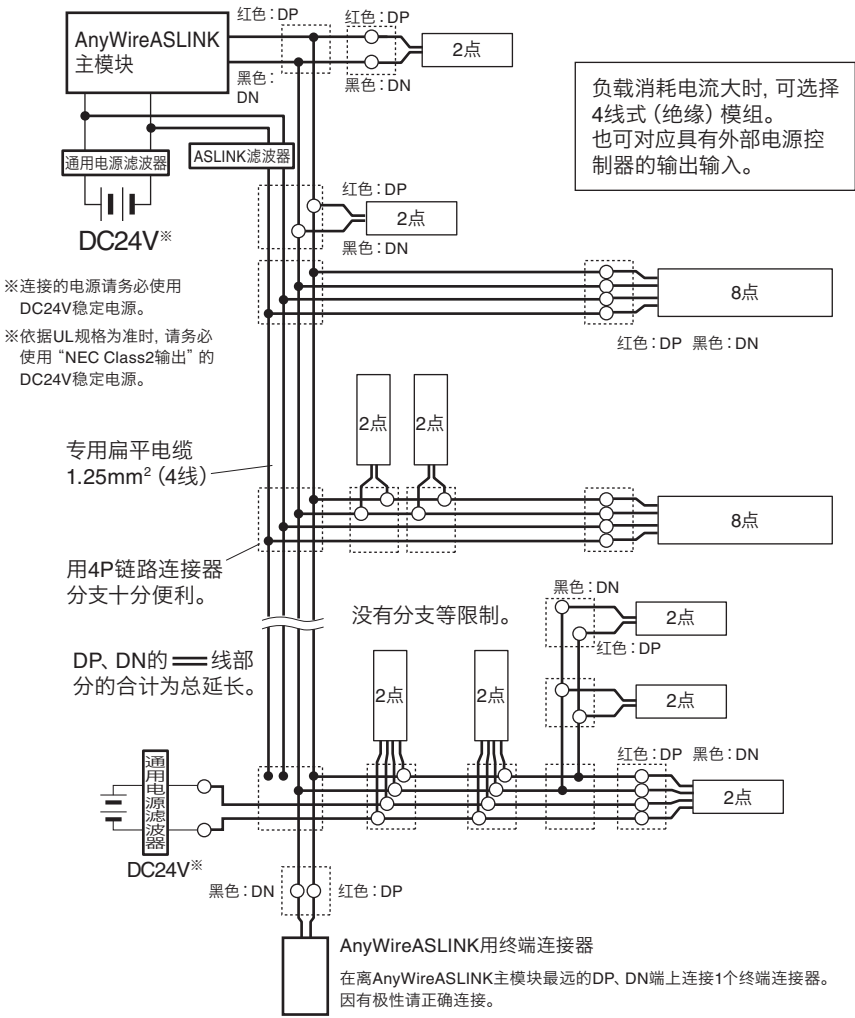 红色：DP
红色：DP
AnyWireASLINK
主模块
2点
黑色：
DN
黑色：DN
负载消耗电流大时, 可选择
4线式（绝缘）模组。
也可对应具有外部电源控
制器的输出输入。
通用电源滤波器
ASLINK滤波器
DC24V※
红色：DP
2点
黑色：DN
※连接的电源请务必使用
DC24V稳定电源。
※依据UL规格为准时, 请务必
使用“NEC Class2输出”的
DC24V稳定电源。
8点
红色：DP 黑色：DN
2点
2点
专用扁平电缆
1.25mm²（4线）
8点
用4P链路连接器
分支十分便利。
没有分支等限制。
黑色：DN
2点
红色：DP
DP、DN的 线部
分的合计为总延长。
2点
2点
2点
红色：DP 黑色：DN
2点
通用电源滤波器
DC24V※
黑色：DN
红色：DP
AnyWireASLINK用终端连接器
在离AnyWireASLINK主模块最远的DP、DN端上连接1个终端连接器。
因有极性请正确连接。